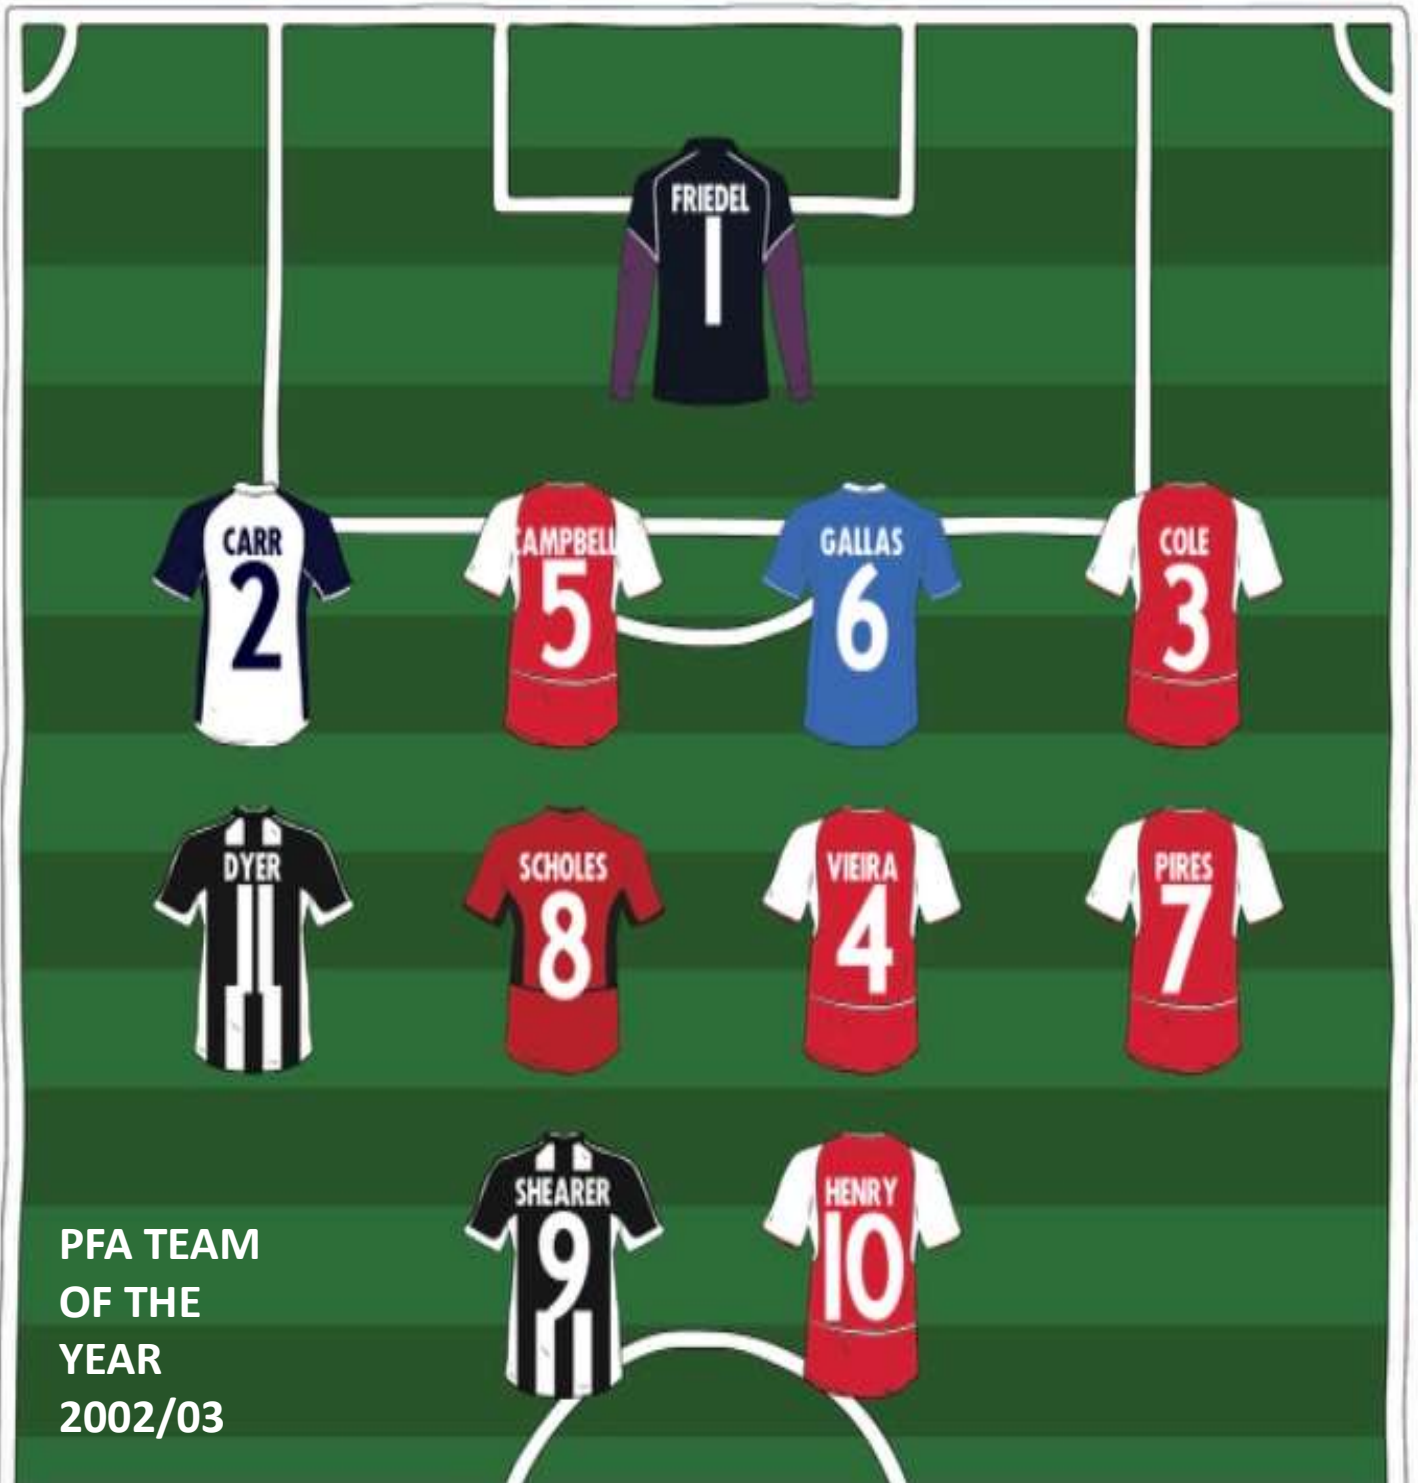 FRIEDEL
1
CARR
2
CAMPBELL
5
GALLAS
6
COLE
3
DYER
11
SCHOLES
8
VIEIRA
4
PIRES
7
SHEARER
9
HENRY
10
PFA TEAM
OF THE
YEAR
2002/03